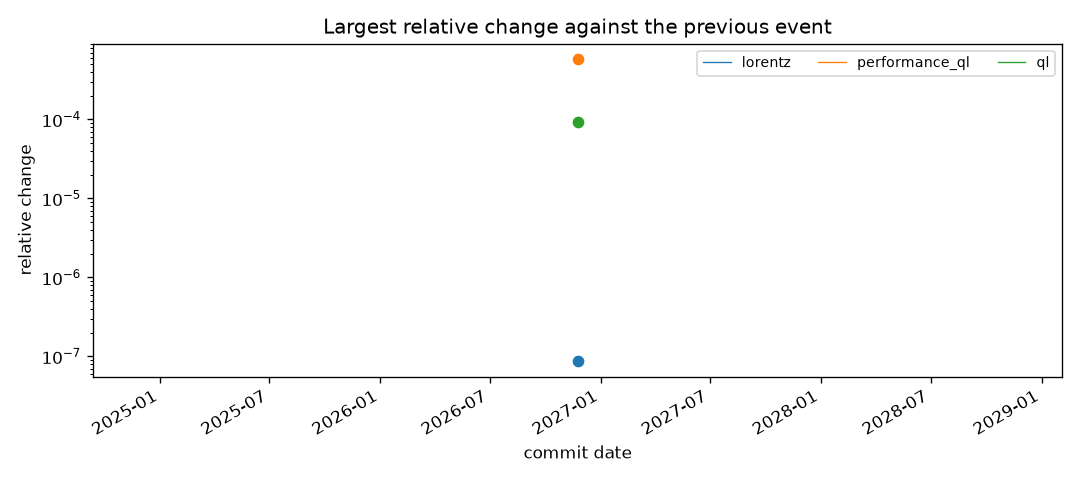 Largest relative change against the previous event
lorentz performance_ql ql
relative change
10⁻⁴
10⁻⁵
10⁻⁶
10⁻⁷
2025-01 2025-07 2026-01 2026-07 2027-01 2027-07 2028-01 2028-07 2029-01
commit date